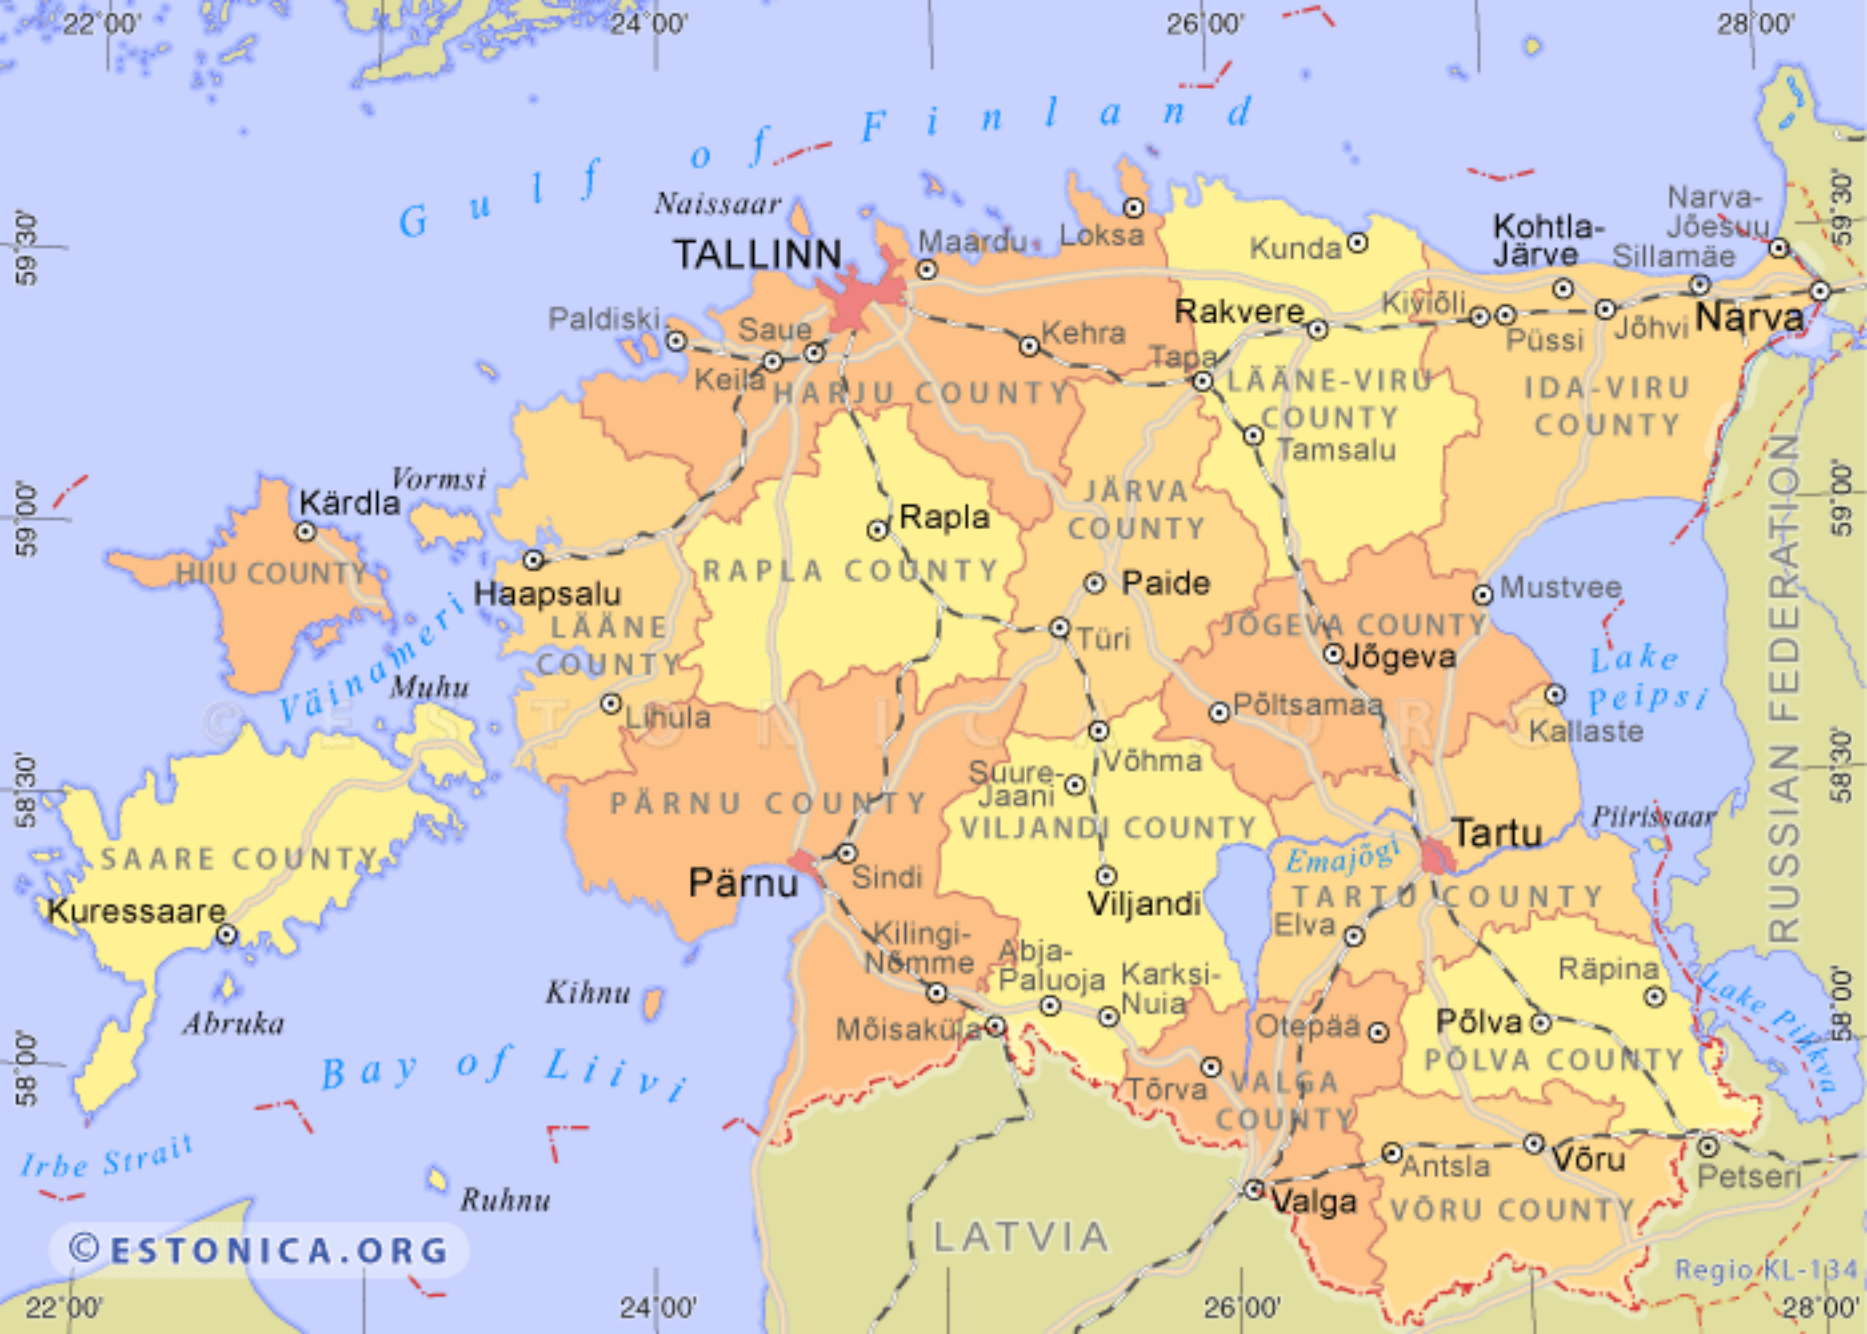 22°00'
24°00'
26°00'
28°00'
Gulf of Finland
Naissaar
TALLINN
Maardu
Loksa
Kunda
Kohtla-
Järve
Narva-
Jõesuu
Sillamäe
59°30'
59°30'
Paldiski
Saue
Keila
Kehra
Rakvere
Kiviõli
Püssi
Jõhvi
Narva
Tapa
HARJU COUNTY
LÄÄNE-VIRU
COUNTY
Tamsalu
IDA-VIRU
COUNTY
RUSSIAN FEDERATION
Vormsi
Kärdla
HIIU COUNTY
59°00'
59°00'
Rapla
RAPLA COUNTY
JÄRVA
COUNTY
Paide
Türi
Haapsalu
LÄÄNE
COUNTY
Mustvee
JÕGEVA COUNTY
Jõgeva
Lake
Peipsi
Väinameri
Muhu
Lihula
Põltsamaa
Kallaste
© ESTONICA.ORG
Võhma
Suure-
Jaani
58°30'
58°30'
PÄRNU COUNTY
VILJANDI COUNTY
Piirissaar
Tartu
Emajõgi
SAARE COUNTY
Kuressaare
Pärnu
Sindi
Viljandi
TARTU COUNTY
Elva
Kilingi-
Nõmme
Abja-
Paluoja
Karksi-
Nuia
Räpina
Kihnu
Abruka
Mõisaküla
Otepää
Põlva
PÕLVA COUNTY
Lake Pihkva
58°00'
58°00'
Bay of Liivi
Tõrva
VALGA
COUNTY
Irbe Strait
Antsla
Võru
Petseri
Ruhnu
Valga
VÕRU COUNTY
LATVIA
©ESTONICA.ORG
Regio KL-134
22°00'
24°00'
26°00'
28°00'